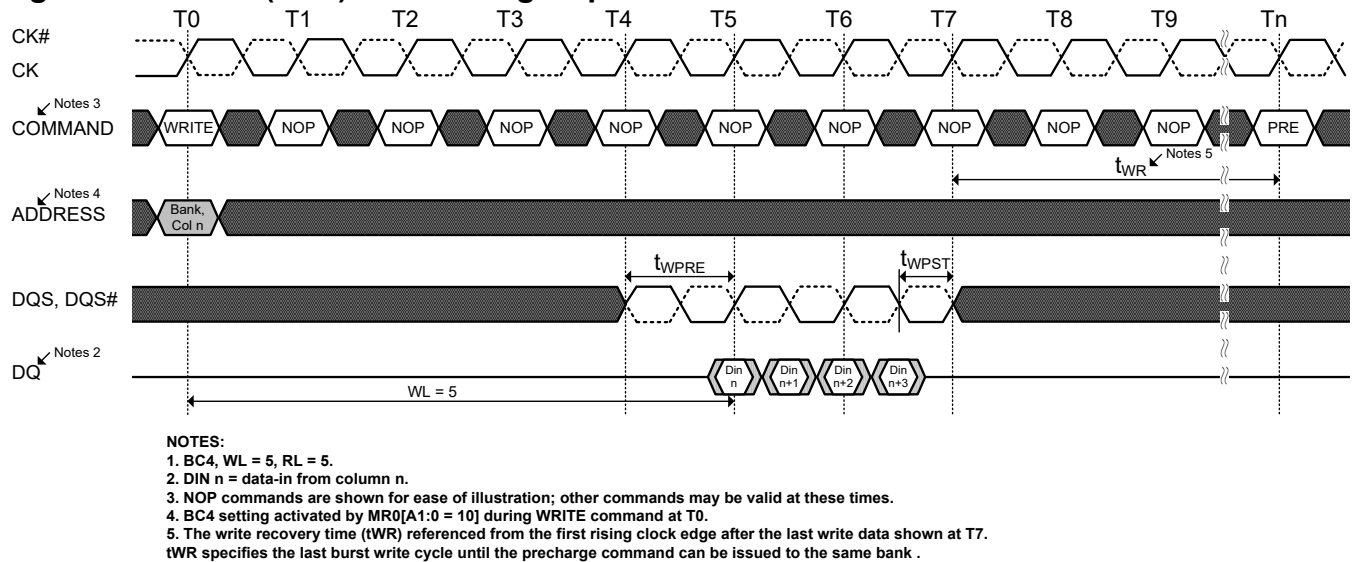 T0 T1 T2 T3 T4 T5 T6 T7 T8 T9 Tn
CK#
CK
Notes 3
COMMAND WRITE NOP NOP NOP NOP NOP NOP NOP NOP NOP PRE
tWR Notes 5
Notes 4
ADDRESS Bank, Col n
tWPRE tWPST
DQS, DQS#
Notes 2
DQ Din n Din n+1 Din n+2 Din n+3
WL = 5
NOTES:
1. BC4, WL = 5, RL = 5.
2. DIN n = data-in from column n.
3. NOP commands are shown for ease of illustration; other commands may be valid at these times.
4. BC4 setting activated by MR0[A1:0 = 10] during WRITE command at T0.
5. The write recovery time (tWR) referenced from the first rising clock edge after the last write data shown at T7.
tWR specifies the last burst write cycle until the precharge command can be issued to the same bank .